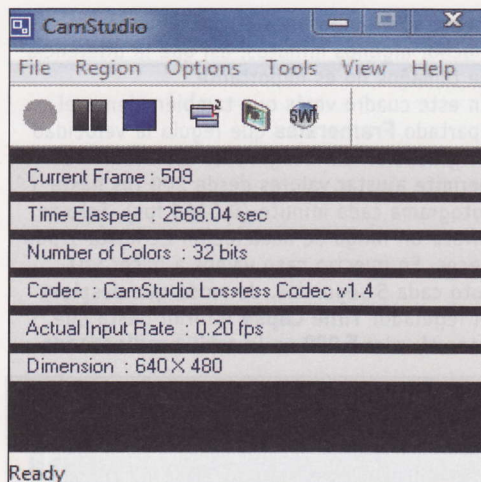 CamStudio
File Region Options Tools View Help
SWF
Current Frame : 509
Time Elasped : 2568.04 sec
Number of Colors : 32 bits
Codec : CamStudio Lossless Codec v1.4
Actual Input Rate : 0.20 fps
Dimension : 640 X 480
Ready